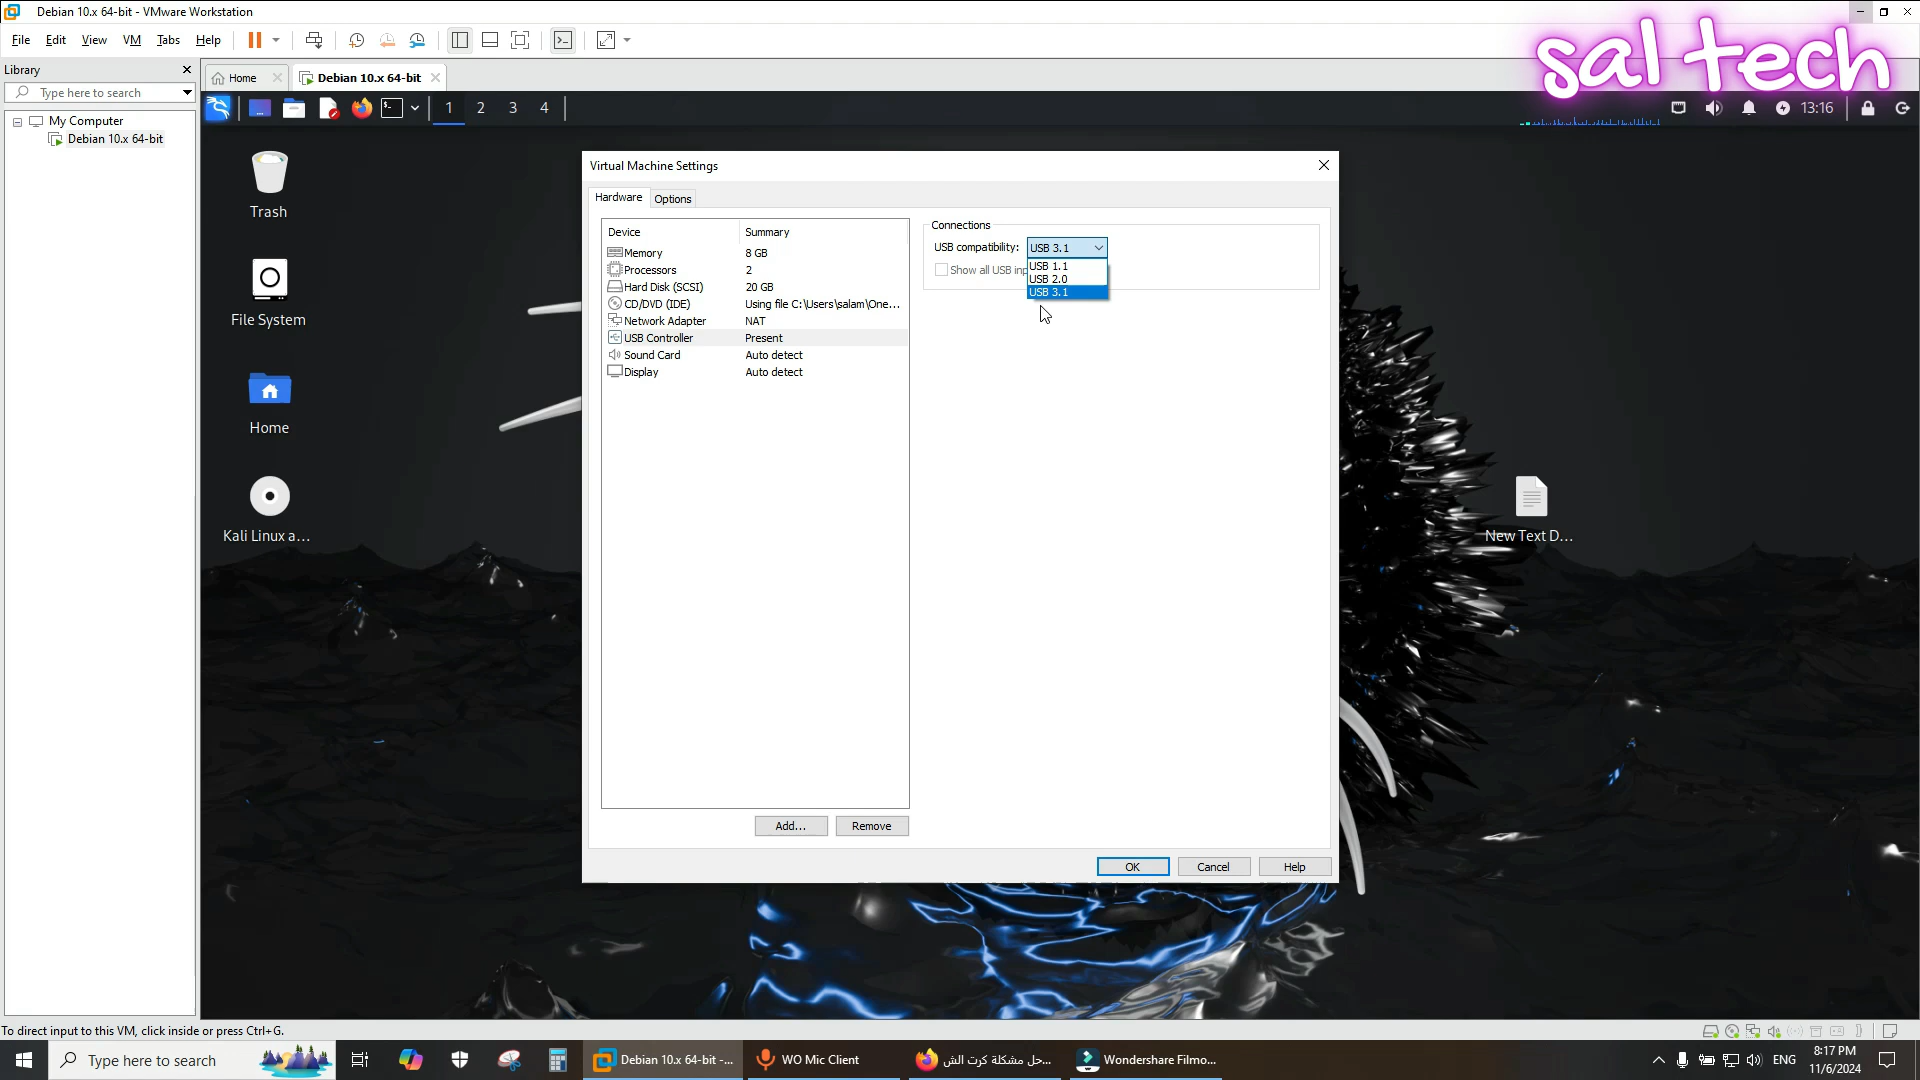 Debian 10.x 64-bit - VMware Workstation
File Edit View VM Tabs Help
sal tech
Library
Type here to search
My Computer
Debian 10.x 64-bit
Home
Debian 10.x 64-bit
1 2 3 4
13:16
Trash
File System
Home
Kali Linux a...
New Text D...
Virtual Machine Settings
Hardware Options
Device Summary
Memory 8 GB
Processors 2
Hard Disk (SCSI) 20 GB
CD/DVD (IDE) Using file C:\Users\salam\One...
Network Adapter NAT
USB Controller Present
Sound Card Auto detect
Display Auto detect
Connections
USB compatibility: USB 3.1
Show all USB inp
USB 1.1
USB 2.0
USB 3.1
Add... Remove
OK Cancel Help
To direct input to this VM, click inside or press Ctrl+G.
Type here to search
Debian 10.x 64-bit -...
WO Mic Client
حل مشكلة كرت الش...
Wondershare Filmo...
ENG
8:17 PM
11/6/2024